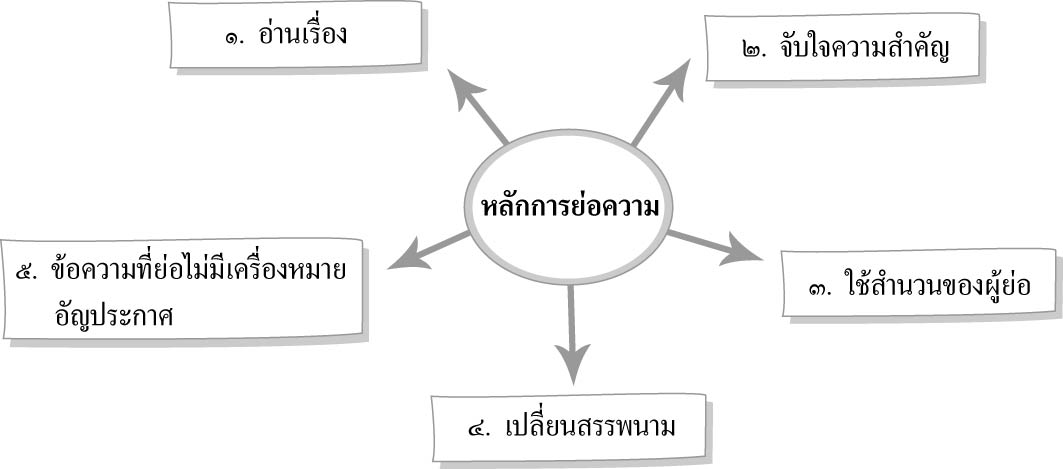 ๑. อ่านเรื่อง
๒. จับใจความสำคัญ
หลักการย่อความ
๓. ใช้สำนวนของผู้ย่อ
๔. เปลี่ยนสรรพนาม
๕. ข้อความที่ย่อไม่มีเครื่องหมาย
อัญประกาศ